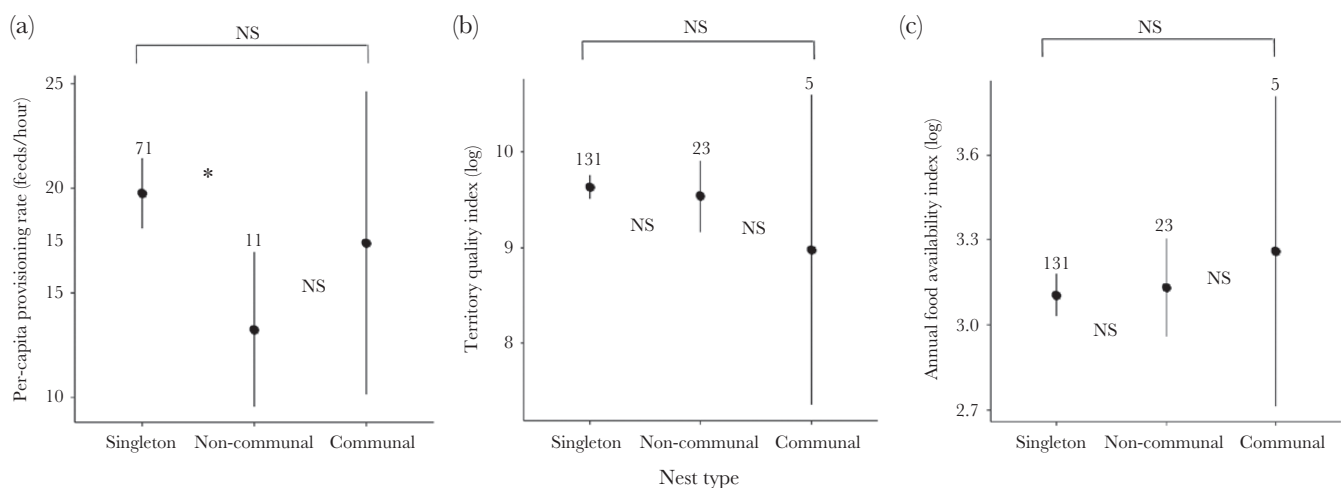 (a)
NS
Per-capita provisioning rate (feeds/hour)
25
20
15
15
10
71
*
11
NS
Singleton
Non-communal
Communal
(b)
NS
Territory quality index (log)
10
9
8
131
NS
23
NS
5
Singleton
Non-communal
Communal
Nest type
(c)
NS
Annual food availability index (log)
3.6
3.3
3.0
2.7
131
NS
23
NS
5
Singleton
Non-communal
Communal